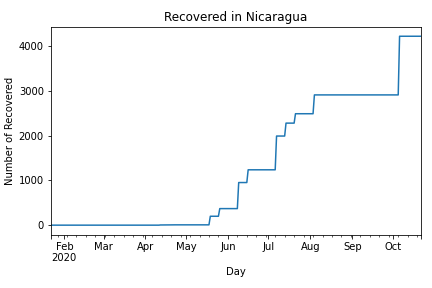 Recovered in Nicaragua
Number of Recovered
4000
3000
2000
1000
0
Feb Mar Apr May Jun Jul Aug Sep Oct
2020
Day